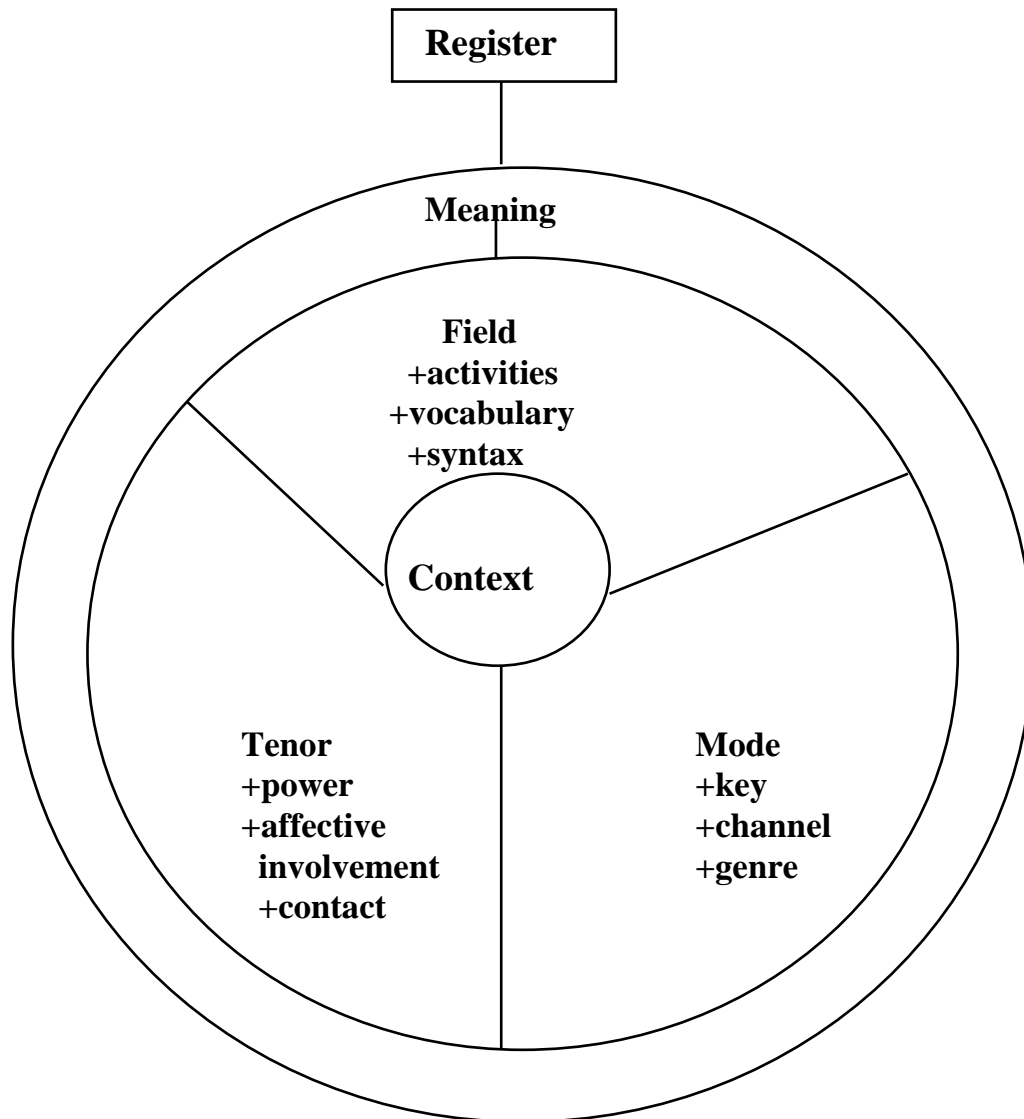 Register
Meaning
Field
+activities
+vocabulary
+syntax
Context
Tenor
+power
+affective
involvement
+contact
Mode
+key
+channel
+genre